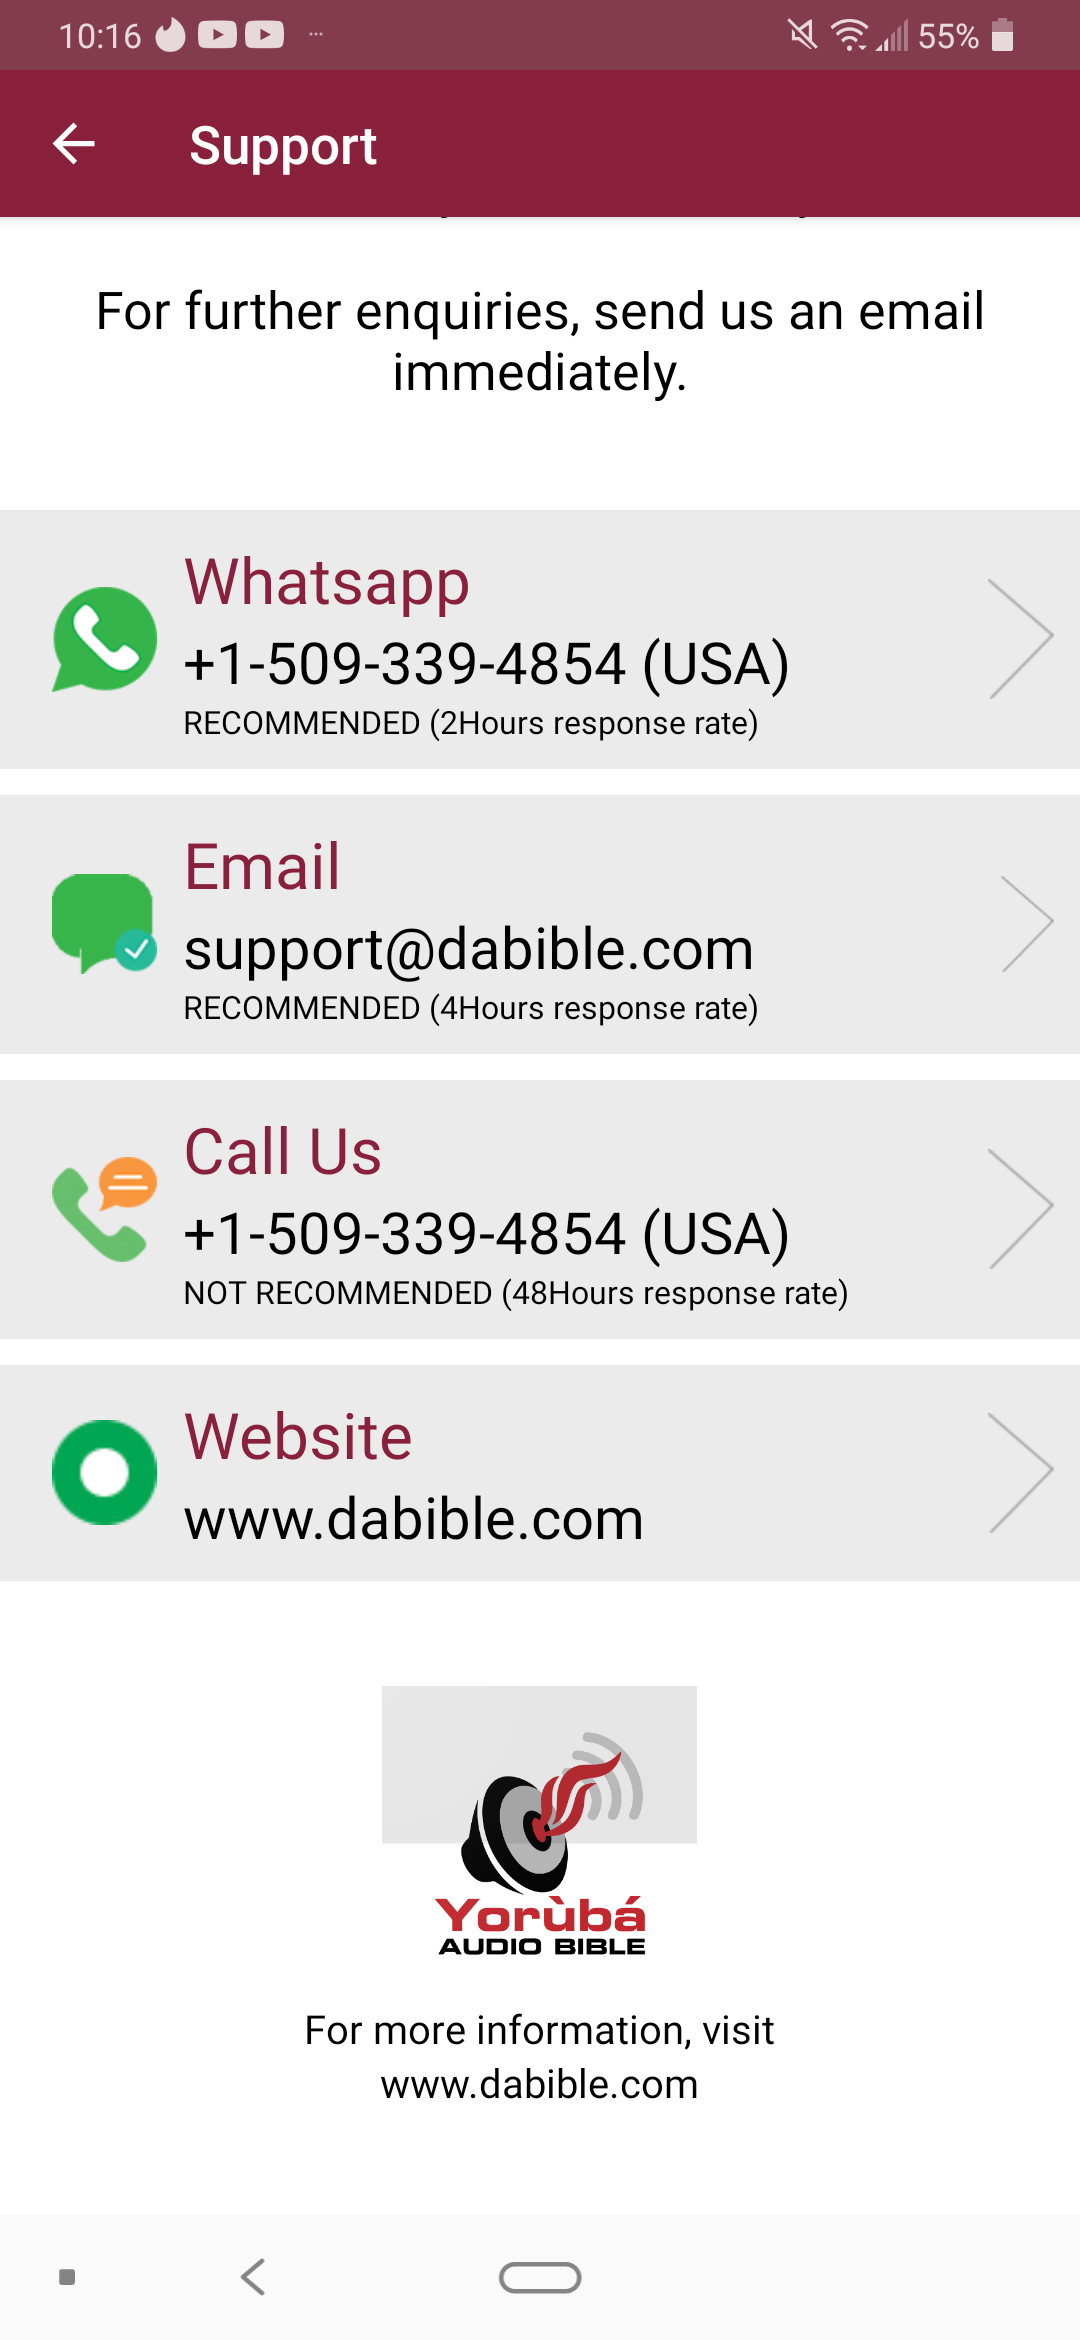 10:16
55%
Support
For further enquiries, send us an email
immediately.
Whatsapp
+1-509-339-4854 (USA)
RECOMMENDED (2Hours response rate)
Email
support@dabible.com
RECOMMENDED (4Hours response rate)
Call Us
+1-509-339-4854 (USA)
NOT RECOMMENDED (48Hours response rate)
Website
www.dabible.com
Yorùbá
AUDIO BIBLE
For more information, visit
www.dabible.com